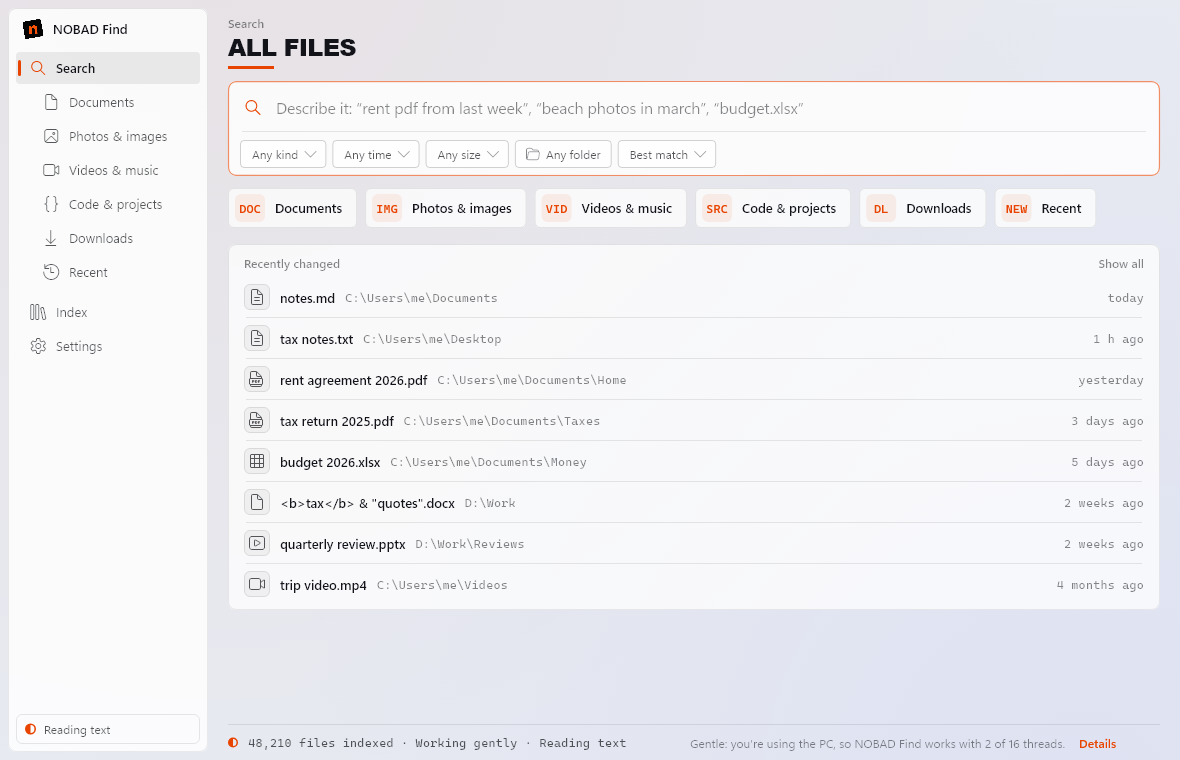 NOBAD Find
Search
Documents
Photos & images
Videos & music
Code & projects
Downloads
Recent
Index
Settings
Reading text
Search
ALL FILES
Describe it: “rent pdf from last week”, “beach photos in march”, “budget.xlsx”
Any kind Any time Any size Any folder Best match
DOC Documents IMG Photos & images VID Videos & music SRC Code & projects DL Downloads NEW Recent
Recently changed Show all
notes.md C:\Users\me\Documents today
tax notes.txt C:\Users\me\Desktop 1 h ago
rent agreement 2026.pdf C:\Users\me\Documents\Home yesterday
tax return 2025.pdf C:\Users\me\Documents\Taxes 3 days ago
budget 2026.xlsx C:\Users\me\Documents\Money 5 days ago
<b>tax</b> & "quotes".docx D:\Work 2 weeks ago
quarterly review.pptx D:\Work\Reviews 2 weeks ago
trip video.mp4 C:\Users\me\Videos 4 months ago
48,210 files indexed · Working gently · Reading text Gentle: you’re using the PC, so NOBAD Find works with 2 of 16 threads. Details